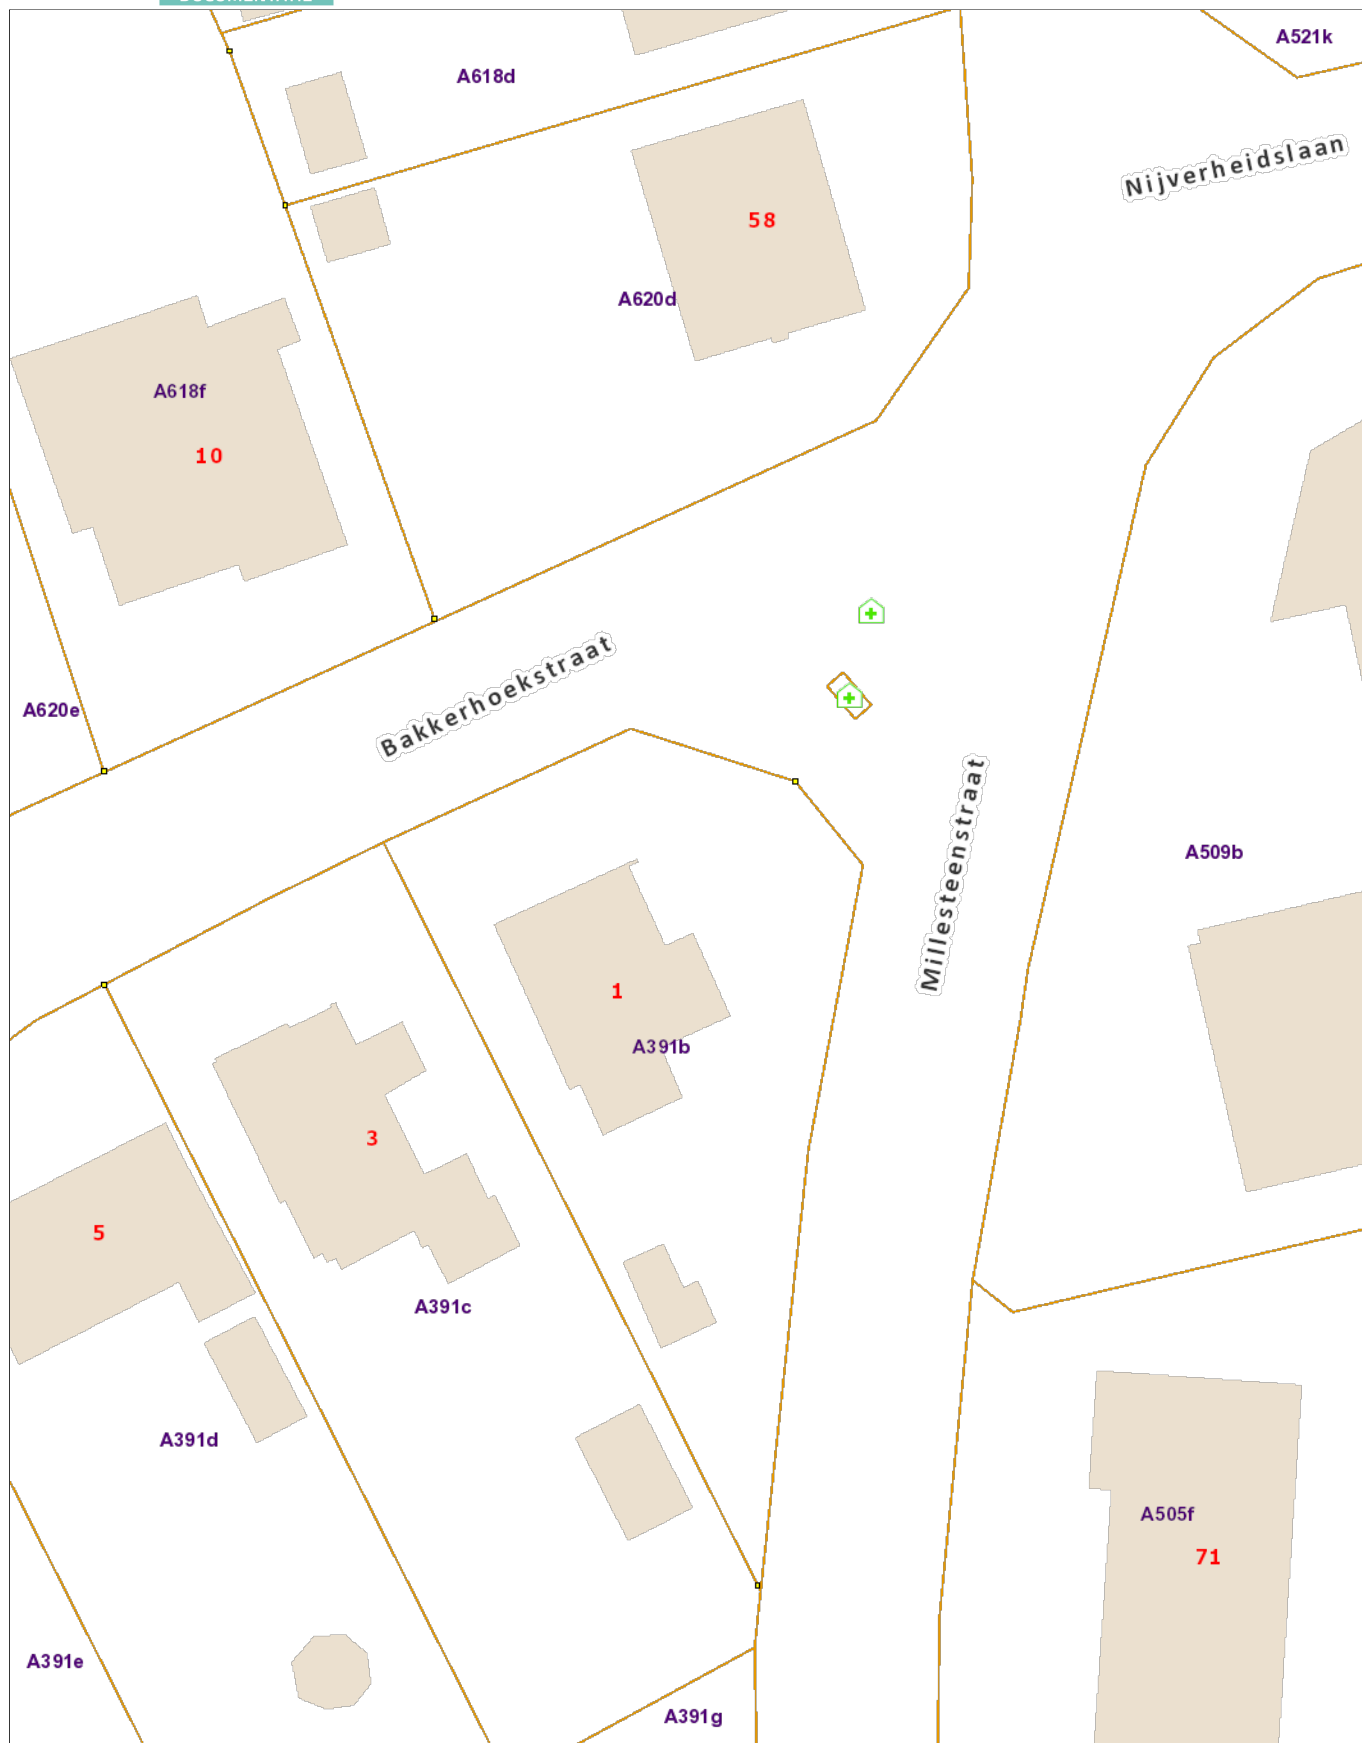 A521k
A618d
Nijverheidslaan
58
A620d
A618f
10
Bakkerhoekstraat
A620e
Millesteenstraat
A509b
1
A391b
3
5
A391c
A391d
A505f
71
A391e
A391g